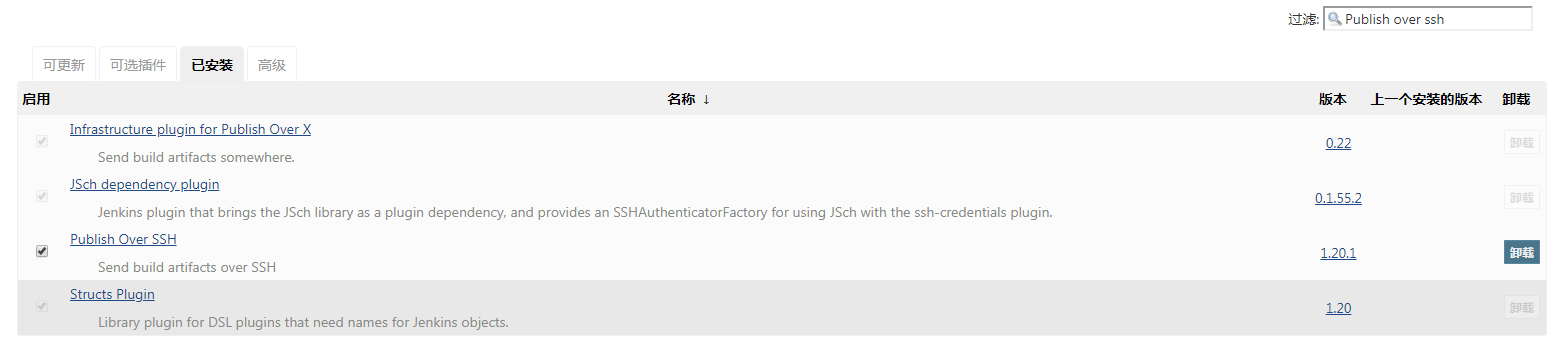 过滤: Publish over ssh
可更新 可选插件 已安装 高级
启用 名称 ↓ 版本 上一个安装的版本 卸载
Infrastructure plugin for Publish Over X
Send build artifacts somewhere.
0.22 卸载
JSch dependency plugin
Jenkins plugin that brings the JSch library as a plugin dependency, and provides an SSHAuthenticatorFactory for using JSch with the ssh-credentials plugin.
0.1.55.2 卸载
Publish Over SSH
Send build artifacts over SSH
1.20.1 卸载
Structs Plugin
Library plugin for DSL plugins that need names for Jenkins objects.
1.20 卸载